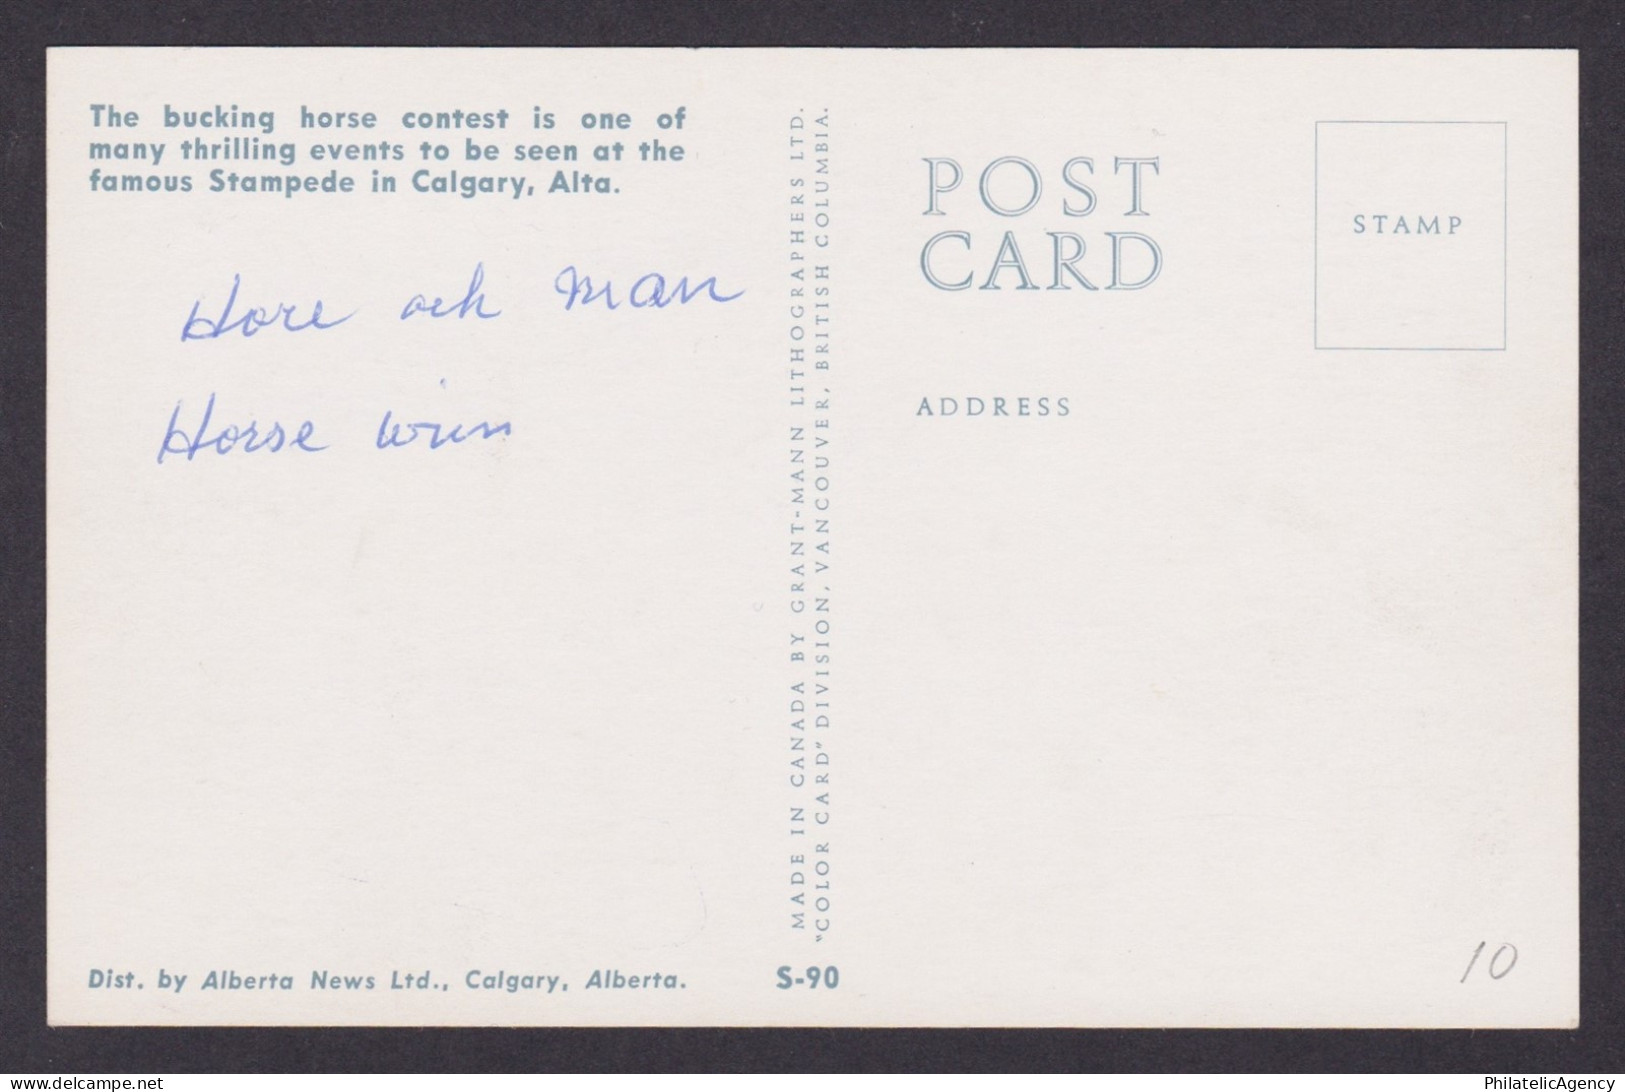 The bucking horse contest is one of
many thrilling events to be seen at the
famous Stampede in Calgary, Alta.
Hore och man
Horse winn
Dist. by Alberta News Ltd., Calgary, Alberta.
S-90
MADE IN CANADA BY GRANT-MANN LITHOGRAPHERS LTD.
"COLOR CARD" DIVISION, VANCOUVER, BRITISH COLUMBIA.
POST
CARD
STAMP
ADDRESS
10
delcampe.net
PhilatelicAgency